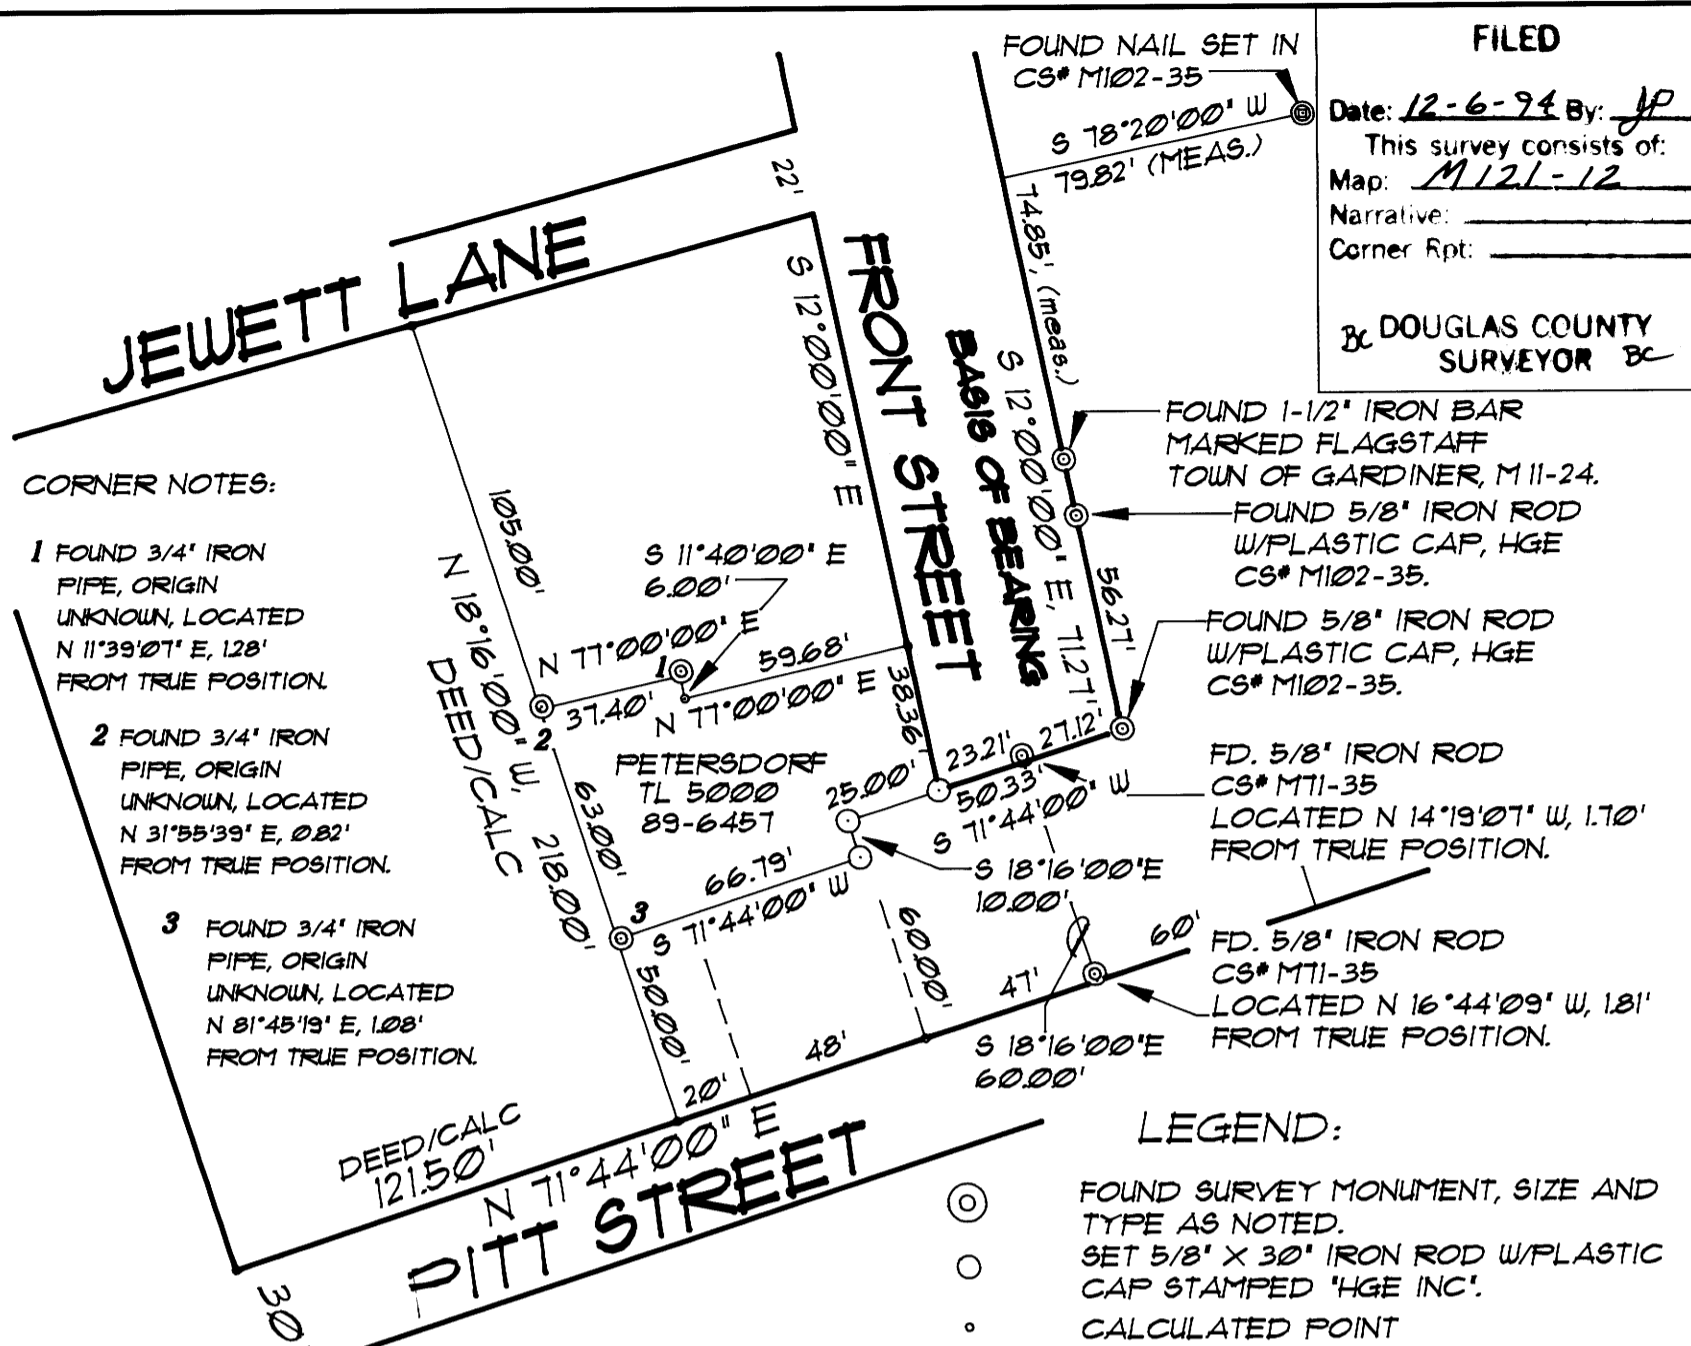 FOUND NAIL SET IN
CS# M102-35
S 78°20'00" W
79.82' (MEAS.)
FILED
Date: 12-6-94 By: JP
This survey consists of:
Map: M121-12
Narrative:
Corner Rpt:
BC DOUGLAS COUNTY
SURVEYOR BC
22'
JEWETT LANE
S 12°00'00" E
FRONT STREET
BASIS OF BEARINGS
S 12°00'00" E, 71.27'
74.85' (meas.)
FOUND 1-1/2" IRON BAR
MARKED FLAGSTAFF
TOWN OF GARDINER, M 11-24.
FOUND 5/8" IRON ROD
W/PLASTIC CAP, HGE
CS# M102-35.
56.27'
FOUND 5/8" IRON ROD
W/PLASTIC CAP, HGE
CS# M102-35.
CORNER NOTES:
1 FOUND 3/4" IRON
PIPE, ORIGIN
UNKNOWN, LOCATED
N 11°39'07" E, 1.28'
FROM TRUE POSITION.
2 FOUND 3/4" IRON
PIPE, ORIGIN
UNKNOWN, LOCATED
N 31°55'39" E, 0.82'
FROM TRUE POSITION.
3 FOUND 3/4" IRON
PIPE, ORIGIN
UNKNOWN, LOCATED
N 81°45'19" E, 1.08'
FROM TRUE POSITION.
105.00'
N 18°16'00" W, 218.00'
DEED/CALC
S 11°40'00" E
6.00'
N 77°00'00" E
1
59.68'
37.40'
N 77°00'00" E
2
38.36'
PETERSDORF
TL 5000
89-6457
63.00'
25.00'
23.21'
27.12'
50.33'
S 71°44'00" W
FD. 5/8" IRON ROD
CS# M71-35
LOCATED N 14°19'07" W, 1.70'
FROM TRUE POSITION.
66.79'
S 71°44'00" W
3
S 18°16'00"E
10.00'
50.00'
60.00'
60'
47'
48'
20'
FD. 5/8" IRON ROD
CS# M71-35
LOCATED N 16°44'09" W, 1.81'
FROM TRUE POSITION.
S 18°16'00"E
60.00'
DEED/CALC
121.50'
N 71°44'00" E
PITT STREET
30
LEGEND:
FOUND SURVEY MONUMENT, SIZE AND
TYPE AS NOTED.
SET 5/8" X 30" IRON ROD W/PLASTIC
CAP STAMPED "HGE INC".
CALCULATED POINT